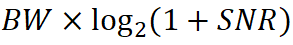 BW × log₂(1 + SNR)